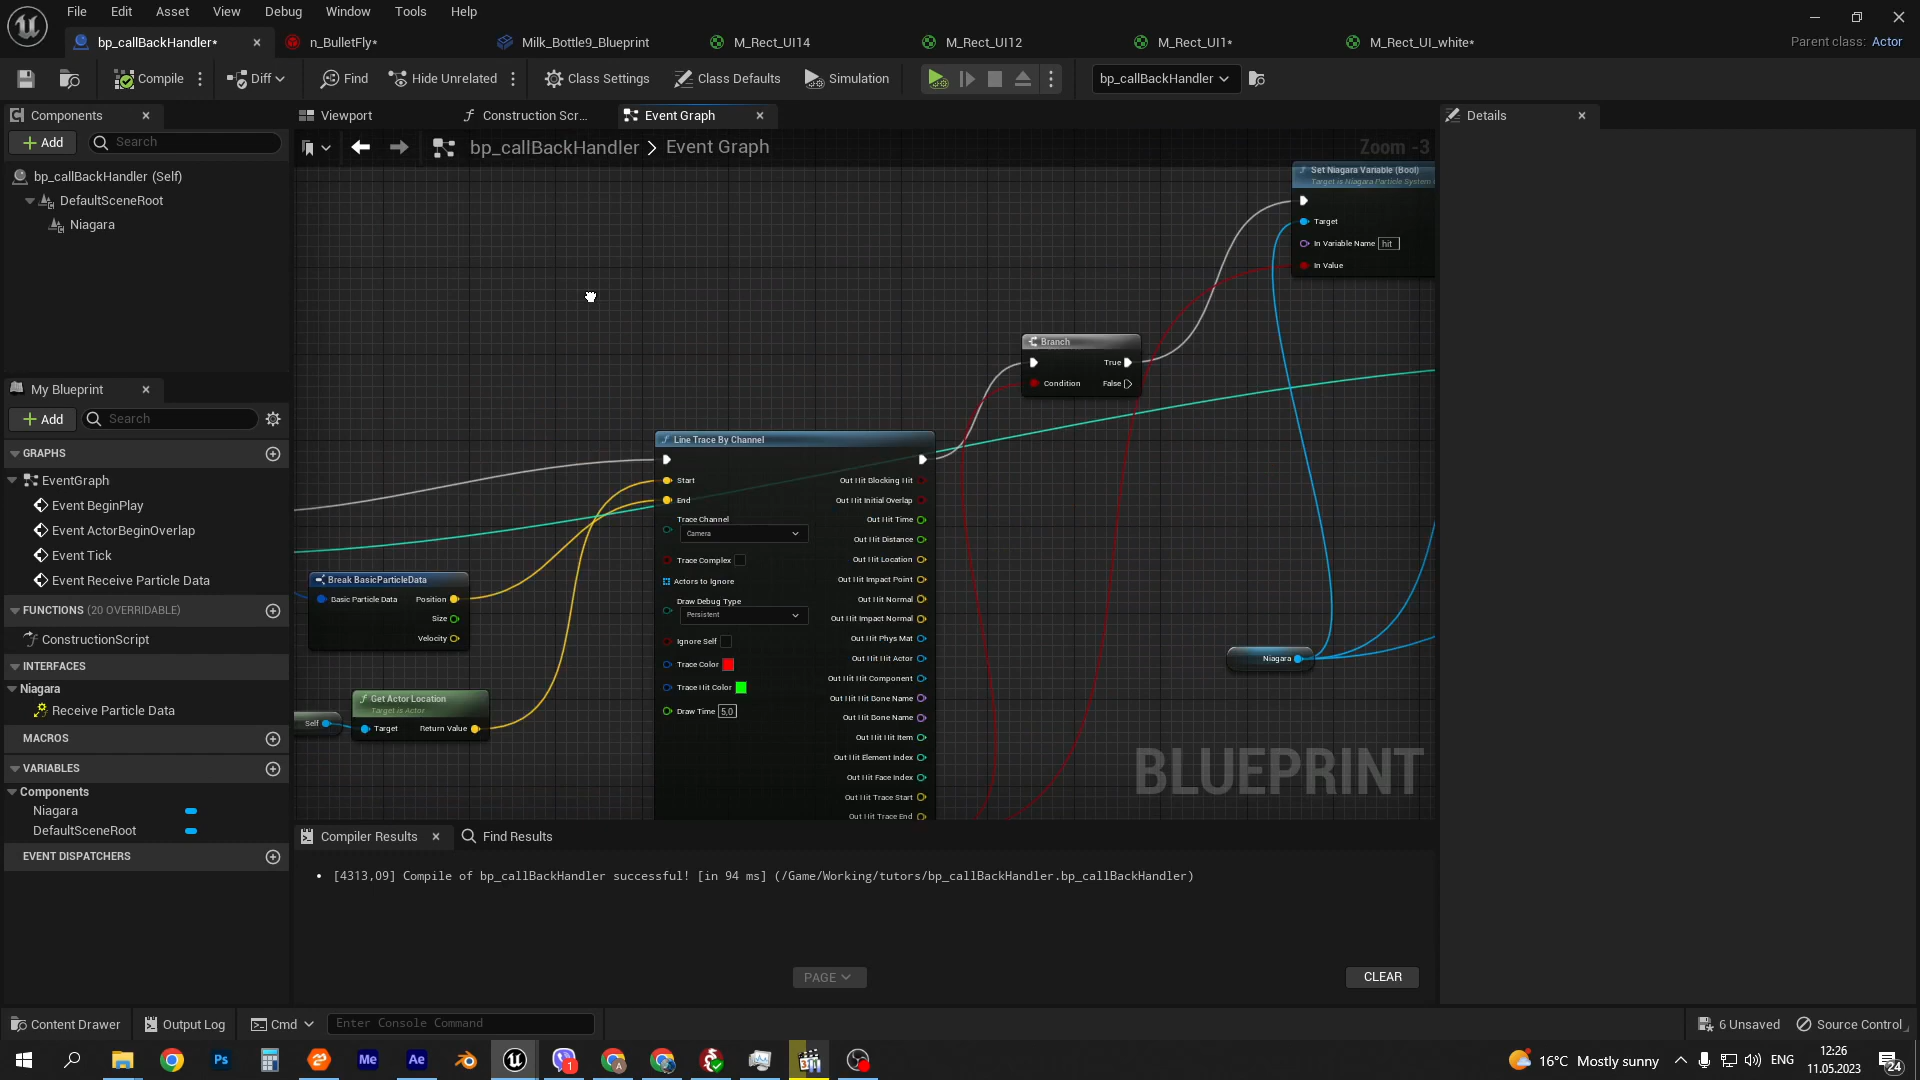 File Edit Asset View Debug Window Tools Help
bp_callBackHandler* n_BulletFly* Milk_Bottle9_Blueprint M_Rect_UI14 M_Rect_UI12 M_Rect_UI1* M_Rect_UI_white* Parent class: Actor
Compile Diff Find Hide Unrelated Class Settings Class Defaults Simulation bp_callBackHandler
Components
Add Search
bp_callBackHandler (Self)
DefaultSceneRoot
Niagara
My Blueprint
Add Search
GRAPHS
EventGraph
Event BeginPlay
Event ActorBeginOverlap
Event Tick
Event Receive Particle Data
FUNCTIONS (20 OVERRIDABLE)
ConstructionScript
INTERFACES
Niagara
Receive Particle Data
MACROS
VARIABLES
Components
Niagara
DefaultSceneRoot
EVENT DISPATCHERS
Viewport Construction Scr... Event Graph
bp_callBackHandler > Event Graph Zoom -3
Set Niagara Variable (Bool)
Target is Niagara Particle System
Target
In Variable Name hit
In Value
Branch
True
Condition False
Line Trace By Channel
Start
End
Trace Channel
Camera
Trace Complex
Actors to Ignore
Draw Debug Type
Persistent
Ignore Self
Trace Color
Trace Hit Color
Draw Time 5,0
Out Hit Blocking Hit
Out Hit Initial Overlap
Out Hit Time
Out Hit Distance
Out Hit Location
Out Hit Impact Point
Out Hit Normal
Out Hit Impact Normal
Out Hit Phys Mat
Out Hit Hit Actor
Out Hit Hit Component
Out Hit Hit Bone Name
Out Hit Bone Name
Out Hit Hit Item
Out Hit Element Index
Out Hit Face Index
Out Hit Trace Start
Out Hit Trace End
Break BasicParticleData
Basic Particle Data Position
Size
Velocity
Get Actor Location
Target is Actor
Self Target Return Value
Niagara
BLUEPRINT
Compiler Results Find Results
[4313,09] Compile of bp_callBackHandler successful! [in 94 ms] (/Game/Working/tutors/bp_callBackHandler.bp_callBackHandler)
PAGE CLEAR
Details
Content Drawer Output Log Cmd Enter Console Command 6 Unsaved Source Control
Ps Me Ae 1 A 16°C Mostly sunny ENG 12:26
11.05.2023 24